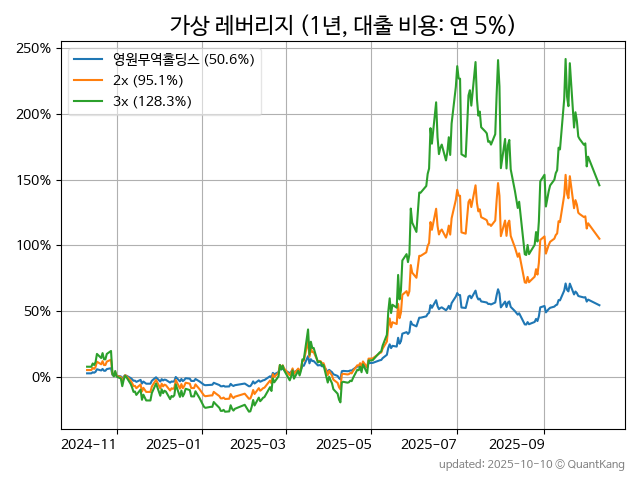 가상 레버리지 (1년, 대출 비용: 연 5%)
250%
200%
150%
100%
50%
0%
영원무역홀딩스 (50.6%)
2x (95.1%)
3x (128.3%)
2024-11
2025-01
2025-03
2025-05
2025-07
2025-09
updated: 2025-10-10 © QuantKang